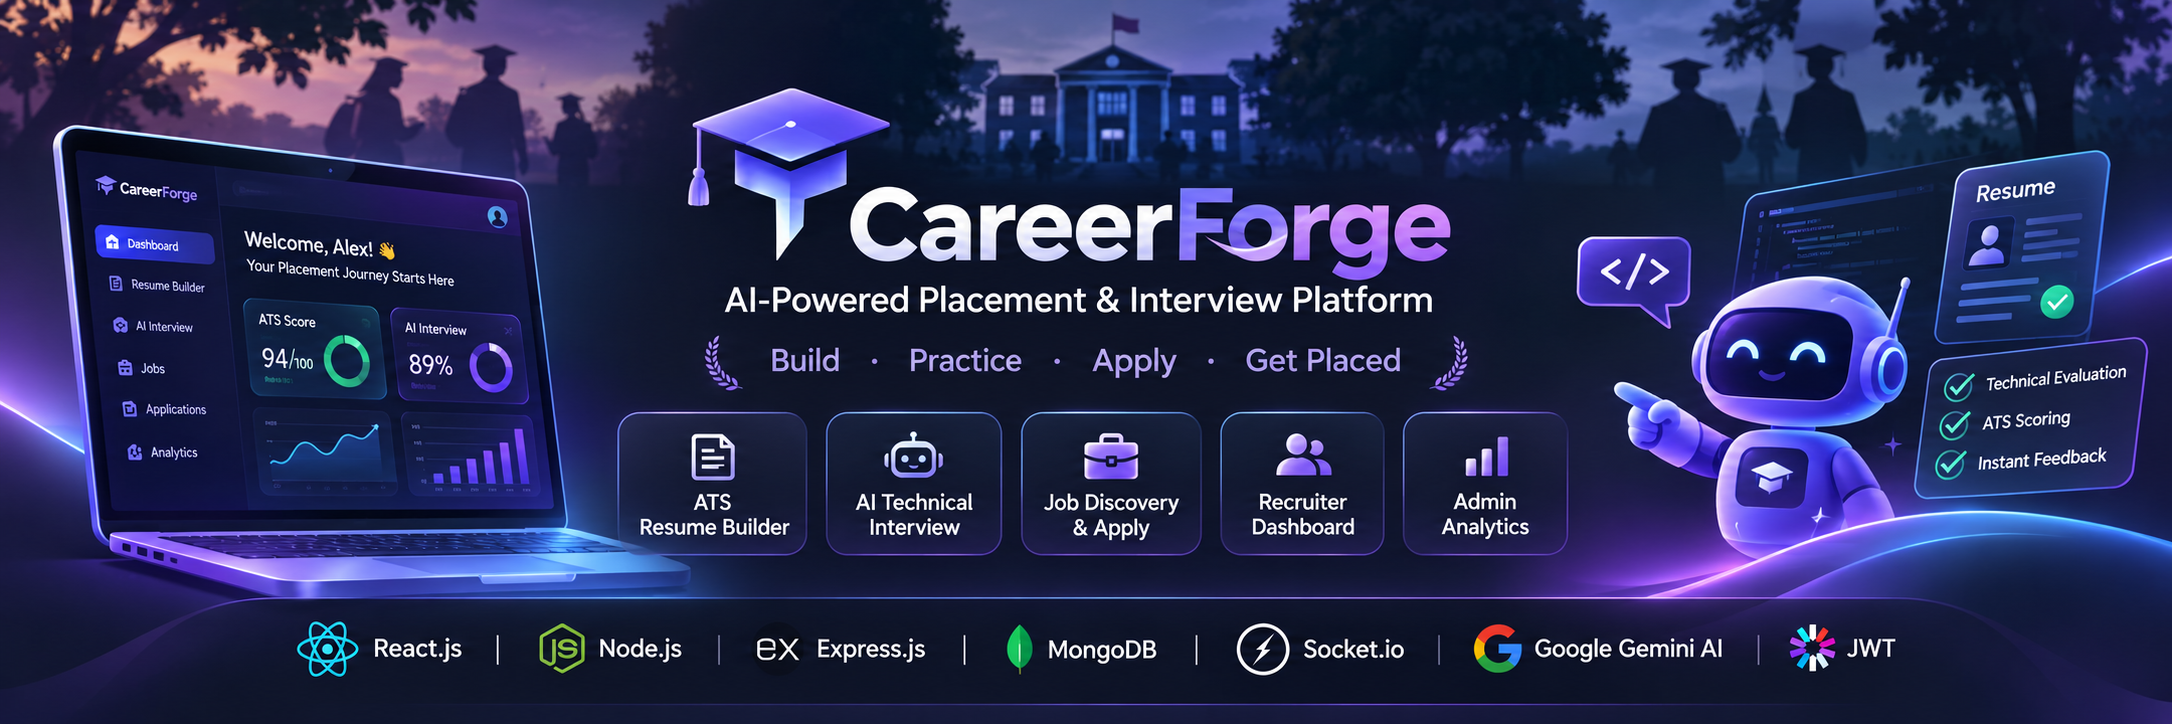 CareerForge
Dashboard
Resume Builder
AI Interview
Jobs
Applications
Analytics
Welcome, Alex! 👋
Your Placement Journey Starts Here
ATS Score
94/100
AI Interview
89%
CareerForge
AI-Powered Placement & Interview Platform
Build · Practice · Apply · Get Placed
ATS
Resume Builder
AI Technical
Interview
Job Discovery
& Apply
Recruiter
Dashboard
Admin
Analytics
</>
Resume
Technical Evaluation
ATS Scoring
Instant Feedback
React.js
JS
Node.js
ex
Express.js
MongoDB
Socket.io
G
Google Gemini AI
JWT